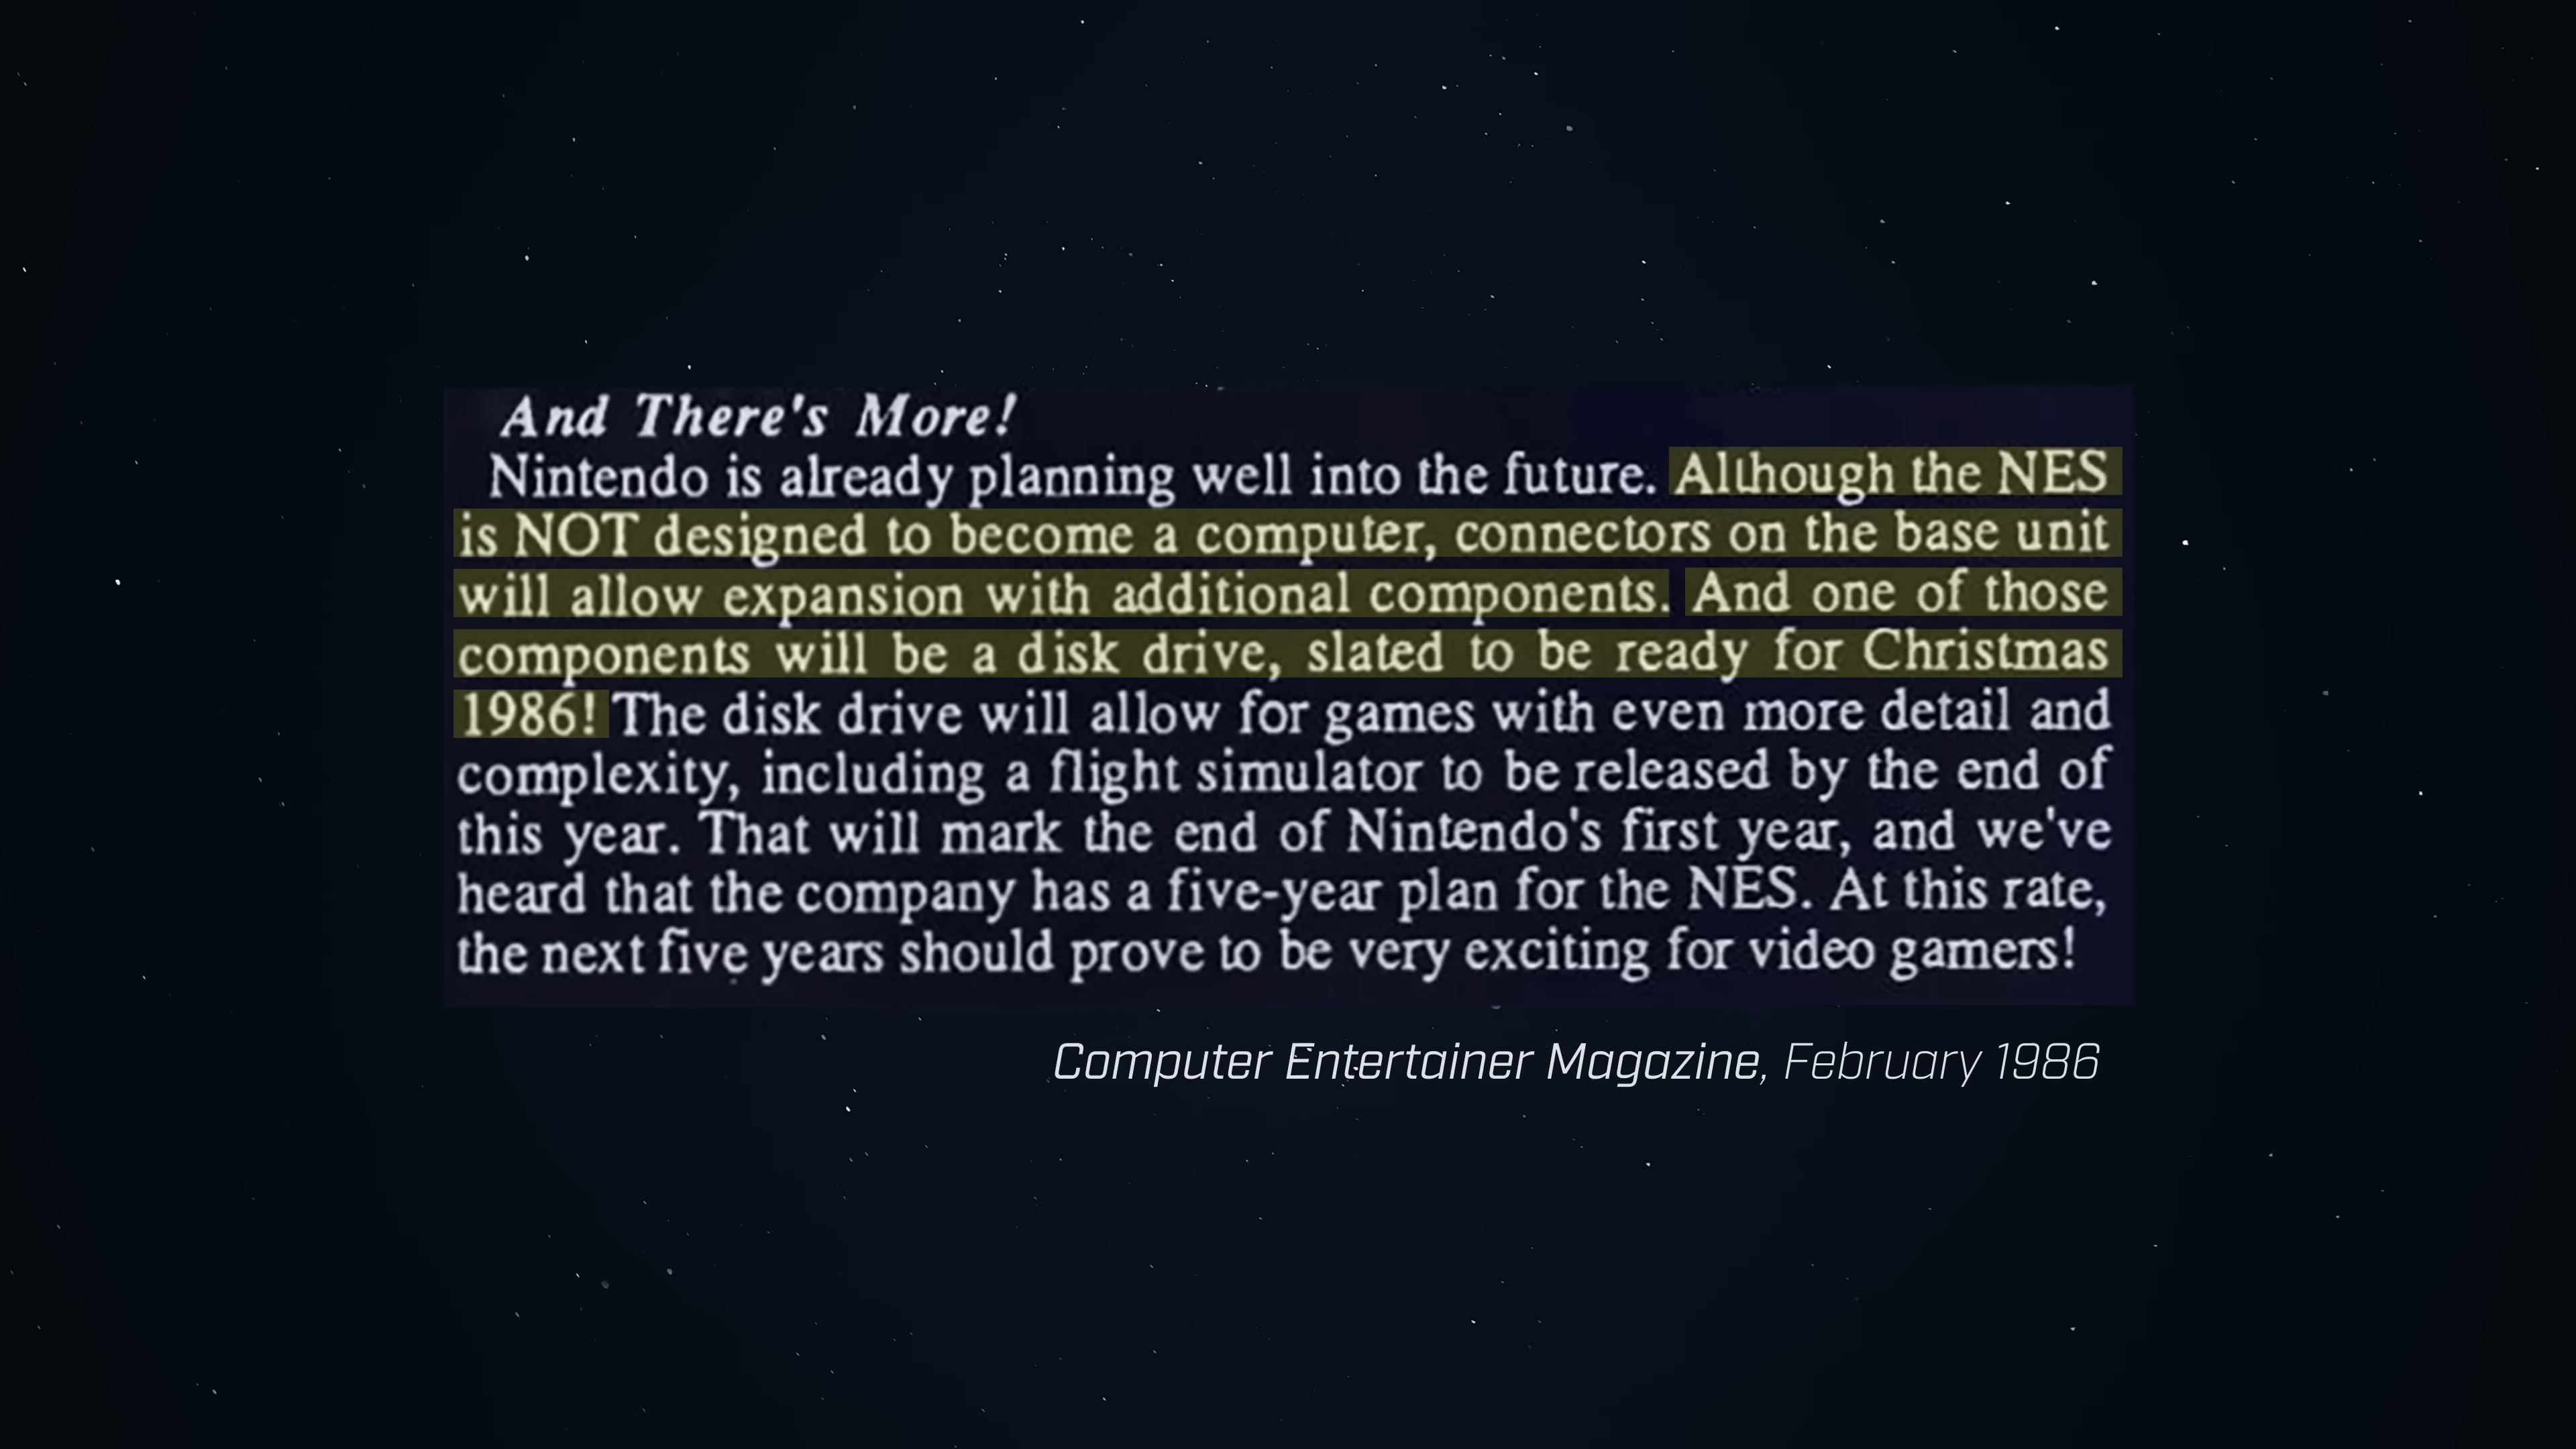 And There's More!
Nintendo is already planning well into the future. Although the NES
is NOT designed to become a computer, connectors on the base unit
will allow expansion with additional components. And one of those
components will be a disk drive, slated to be ready for Christmas
1986! The disk drive will allow for games with even more detail and
complexity, including a flight simulator to be released by the end of
this year. That will mark the end of Nintendo's first year, and we've
heard that the company has a five-year plan for the NES. At this rate,
the next five years should prove to be very exciting for video gamers!
Computer Entertainer Magazine, February 1986